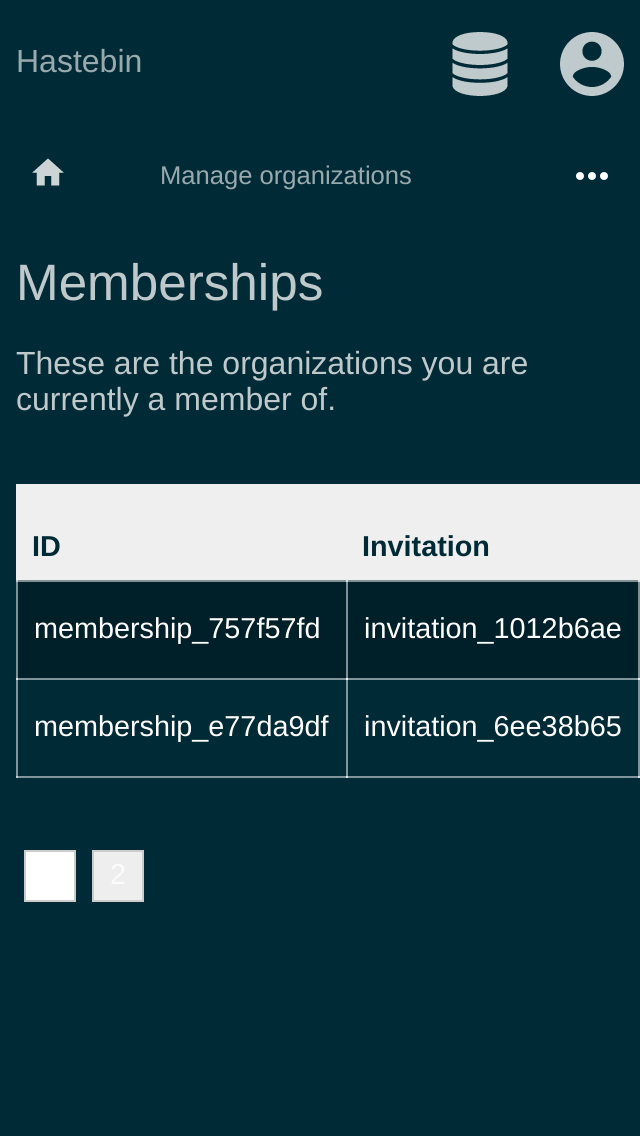 Hastebin
Manage organizations
Memberships
These are the organizations you are
currently a member of.
ID Invitation
membership_757f57fd invitation_1012b6ae
membership_e77da9df invitation_6ee38b65
2